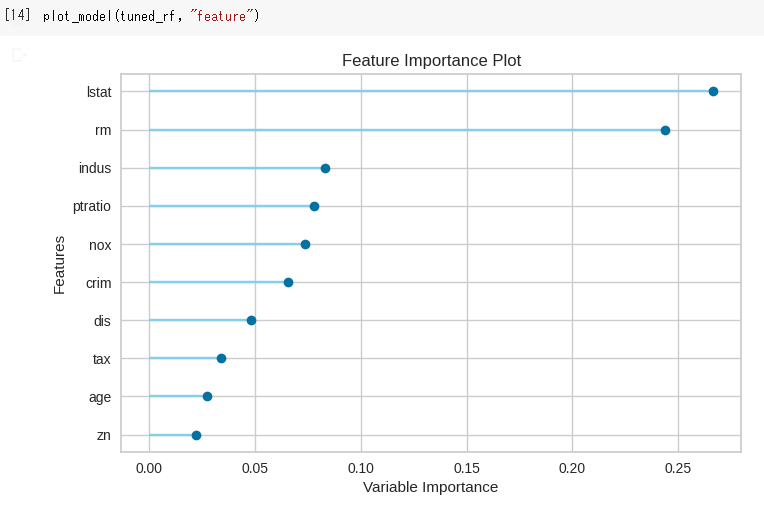 [14] plot_model(tuned_rf, "feature")
Feature Importance Plot
lstat
rm
indus
ptratio
nox
crim
dis
tax
age
zn
Features
0.00 0.05 0.10 0.15 0.20 0.25
Variable Importance